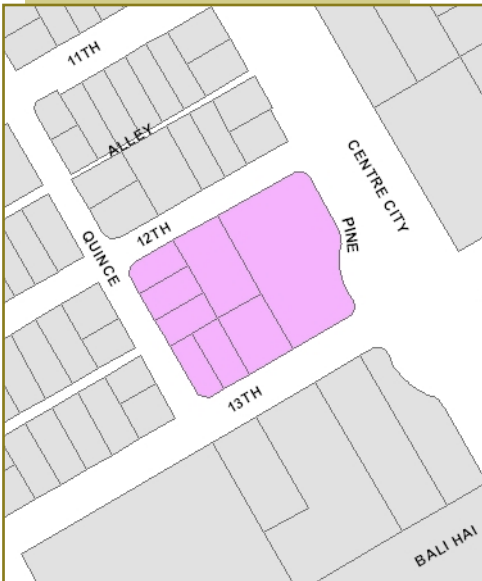 11TH
ALLEY
CENTRE CITY
12TH
PINE
QUINCE
13TH
BALI HAI